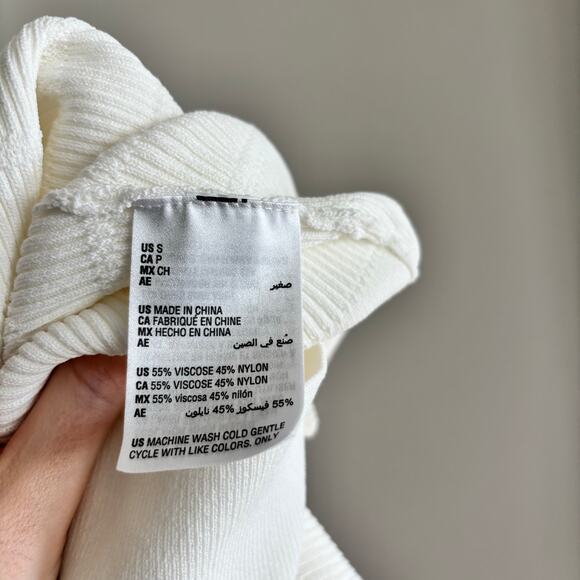 US S
CA P
MX CH
AE صغير
US MADE IN CHINA
CA FABRIQUÉ EN CHINE
MX HECHO EN CHINA
AE صُنع في الصين
US 55% VISCOSE 45% NYLON
CA 55% VISCOSE 45% NYLON
MX 55% viscosa 45% nilón
AE 55% فيسكوز 45% نايلون
US MACHINE WASH COLD GENTLE
CYCLE WITH LIKE COLORS. ONLY